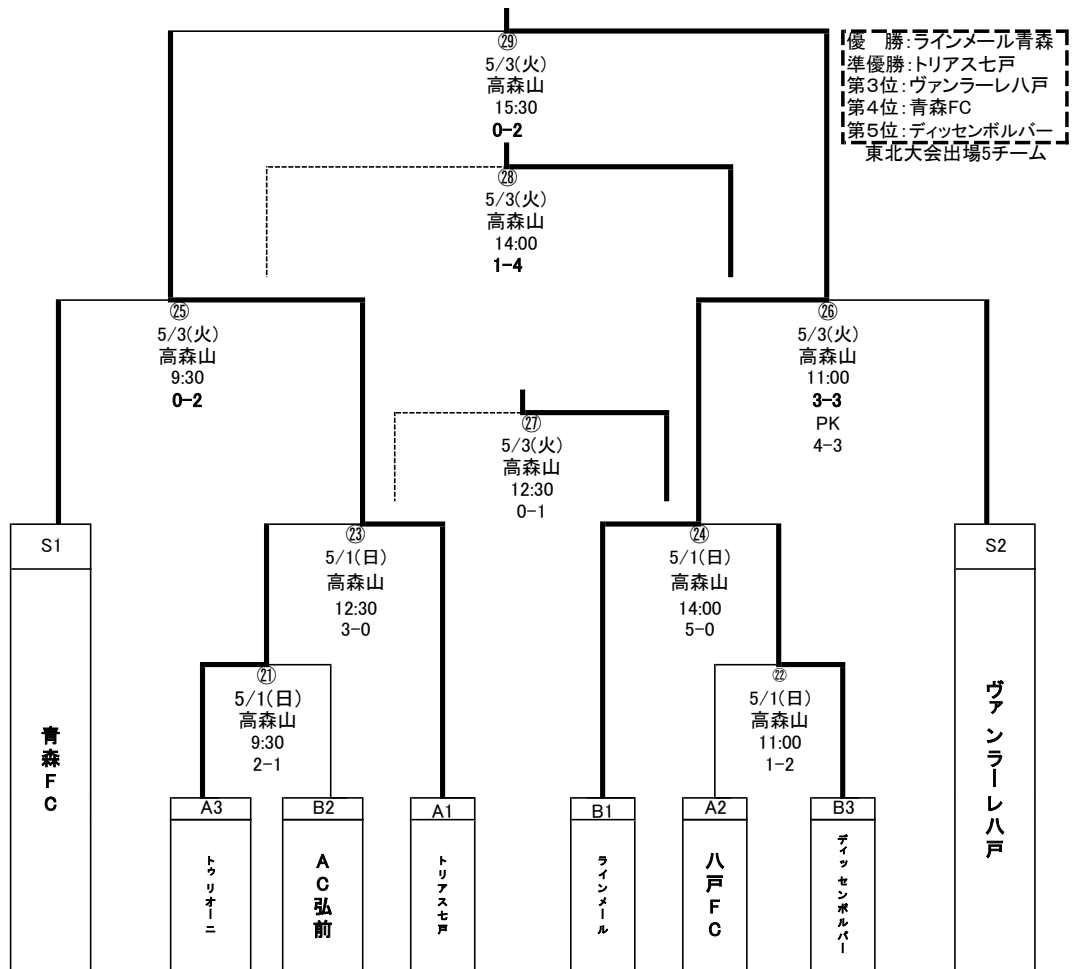 ㉙
5/3(火)
高森山
15:30
0-2
優　勝:ラインメール青森
準優勝:トリアス七戸
第3位:ヴァンラーレ八戸
第4位:青森FC
第5位:ディッセンボルバー
東北大会出場5チーム
㉘
5/3(火)
高森山
14:00
1-4
㉕
5/3(火)
高森山
9:30
0-2
㉖
5/3(火)
高森山
11:00
3-3
PK
4-3
㉗
5/3(火)
高森山
12:30
0-1
S1
㉓
5/1(日)
高森山
12:30
3-0
㉔
5/1(日)
高森山
14:00
5-0
S2
㉑
5/1(日)
高森山
9:30
2-1
㉒
5/1(日)
高森山
11:00
1-2
青森FC
A3
トゥリオーニ
B2
AC弘前
A1
トリアス七戸
B1
ラインメール
A2
八戸FC
B3
ディッセンボルバー
ヴァンラーレ八戸